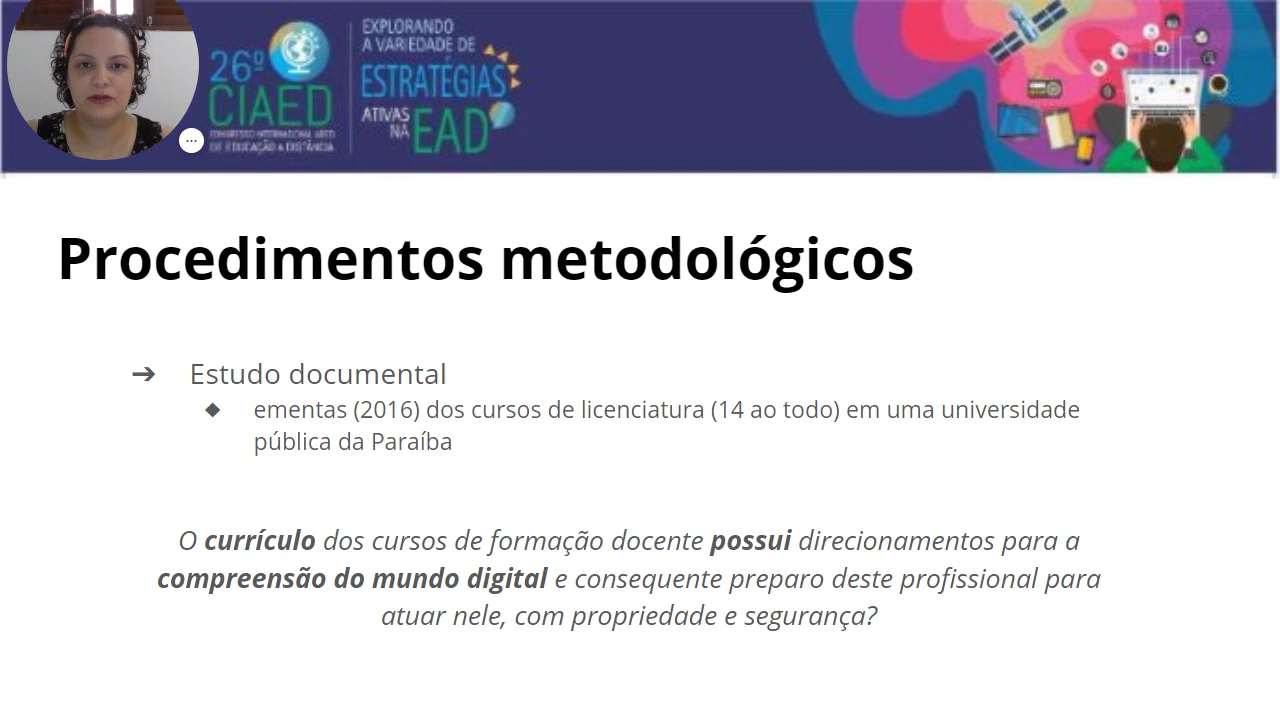 26º
CIAED
CONGRESSO INTERNACIONAL ABED
DE EDUCAÇÃO A DISTÂNCIA
EXPLORANDO
A VARIEDADE DE
ESTRATÉGIAS
ATIVAS
NA EAD
Procedimentos metodológicos
➔ Estudo documental
◆ ementas (2016) dos cursos de licenciatura (14 ao todo) em uma universidade
pública da Paraíba
O currículo dos cursos de formação docente possui direcionamentos para a
compreensão do mundo digital e consequente preparo deste profissional para
atuar nele, com propriedade e segurança?